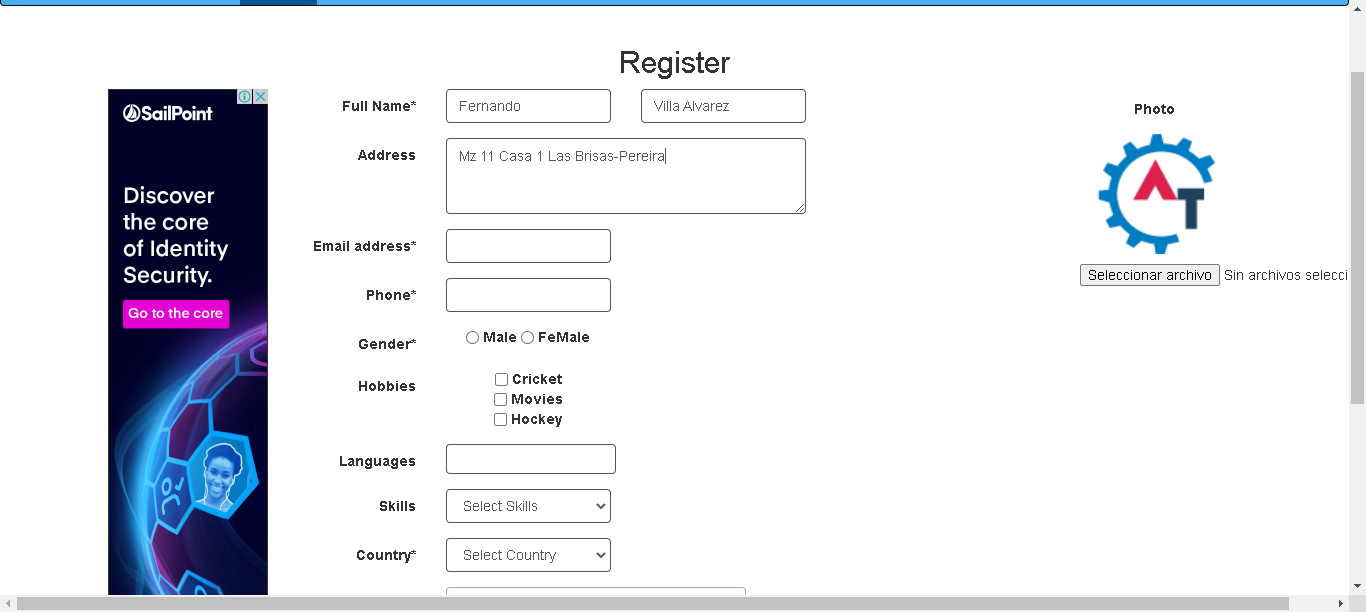 Register
SailPoint
Discover
the core
of Identity
Security.
Go to the core
Full Name*
Fernando
Villa Alvarez
Address
Mz 11 Casa 1 Las Brisas-Pereira
Email address*
Phone*
Gender*
Male FeMale
Hobbies
Cricket
Movies
Hockey
Languages
Skills
Select Skills
Country*
Select Country
Photo
AT
Seleccionar archivo Sin archivos selecci